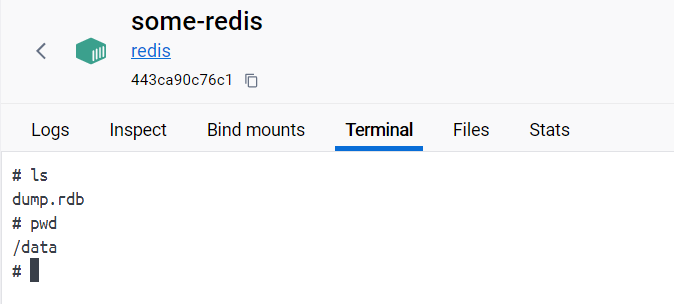 some-redis
redis
443ca90c76c1
Logs Inspect Bind mounts Terminal Files Stats
# ls
dump.rdb
# pwd
/data
#